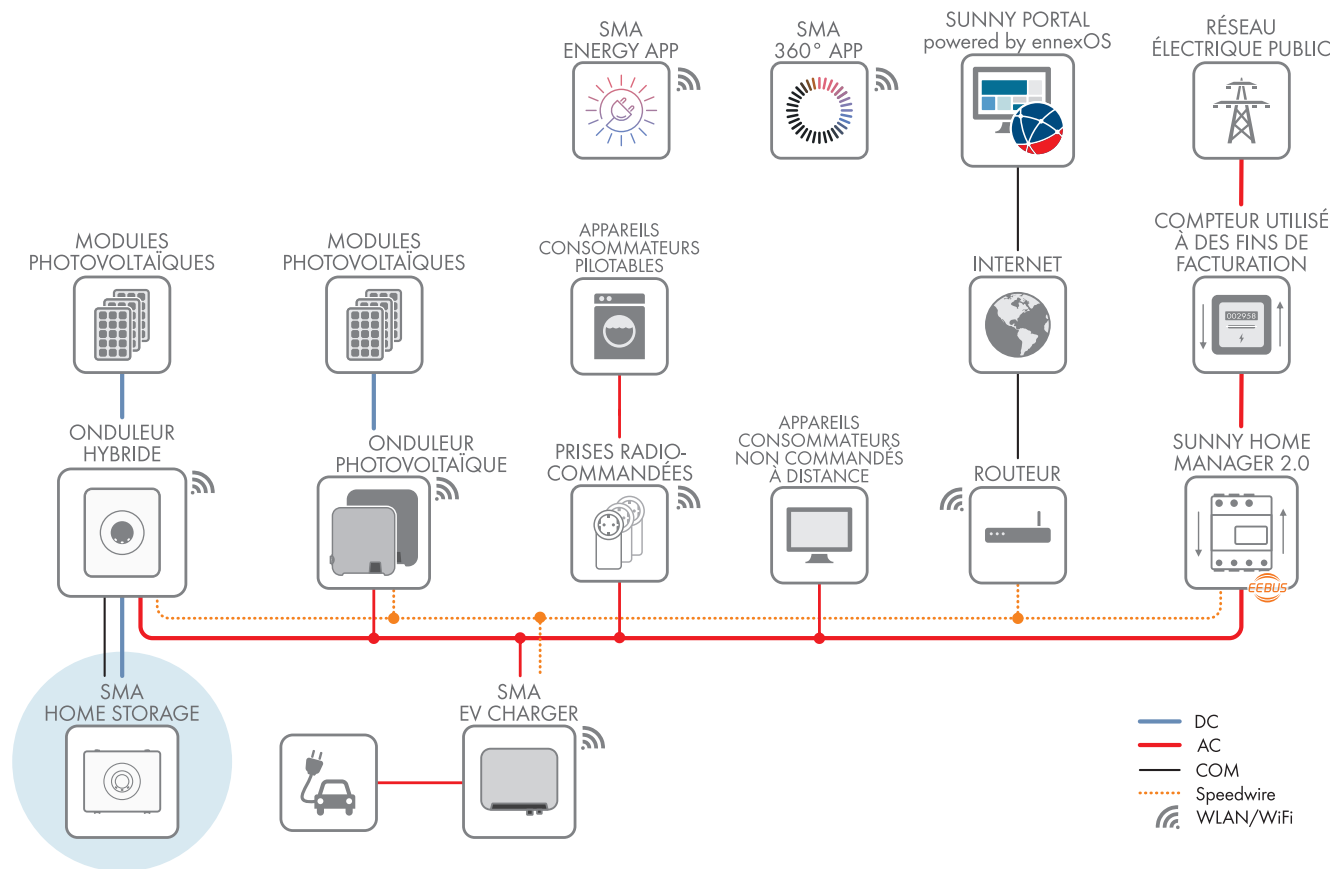 SMA
ENERGY APP
SMA
360° APP
SUNNY PORTAL
powered by ennexOS
RÉSEAU
ÉLECTRIQUE PUBLIC
MODULES
PHOTOVOLTAÏQUES
MODULES
PHOTOVOLTAÏQUES
APPAREILS
CONSOMMATEURS
PILOTABLES
INTERNET
COMPTEUR UTILISÉ
À DES FINS DE
FACTURATION
002958
ONDULEUR
HYBRIDE
ONDULEUR
PHOTOVOLTAÏQUE
PRISES RADIO-
COMMANDÉES
APPAREILS
CONSOMMATEURS
NON COMMANDÉS
À DISTANCE
ROUTEUR
SUNNY HOME
MANAGER 2.0
EEBUS
SMA
HOME STORAGE
SMA
EV CHARGER
DC
AC
COM
Speedwire
WLAN/WiFi